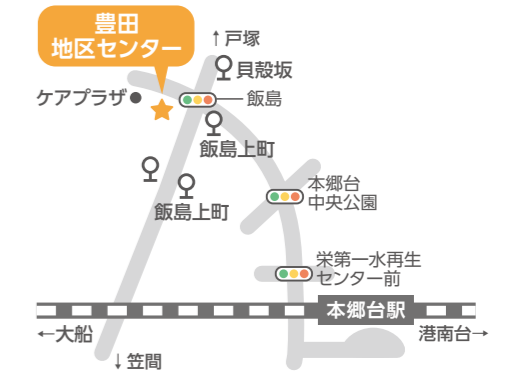 豊田
地区センター
↑戸塚
貝殻坂
ケアプラザ
飯島
飯島上町
本郷台
中央公園
飯島上町
栄第一水再生
センター前
本郷台駅
←大船
港南台→
↓笠間